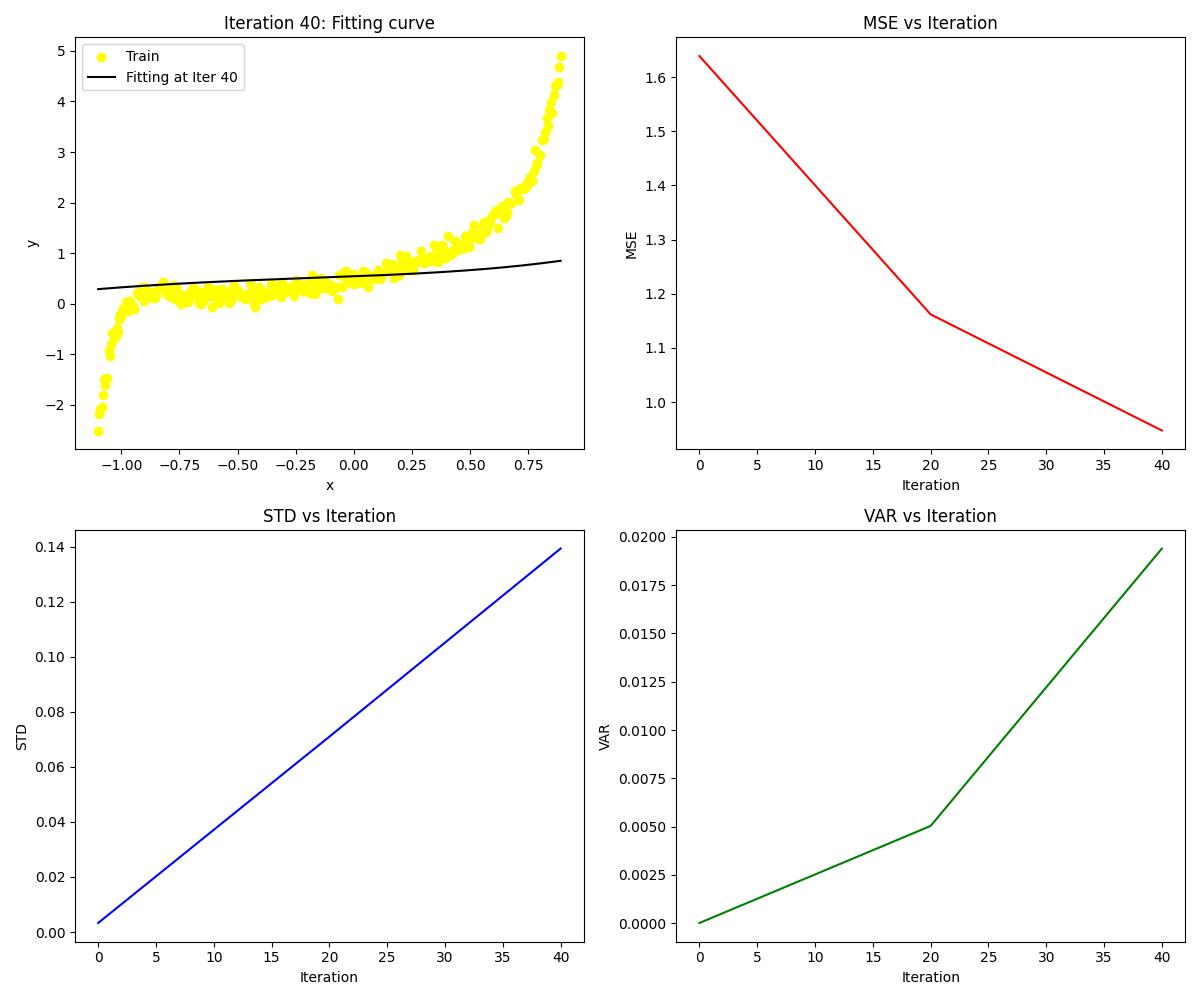 Iteration 40: Fitting curve
Train
Fitting at Iter 40
5
4
3
2
1
0
−1
−2
y
−1.00 −0.75 −0.50 −0.25 0.00 0.25 0.50 0.75
x
MSE vs Iteration
1.6
1.5
1.4
1.3
1.2
1.1
1.0
MSE
0 5 10 15 20 25 30 35 40
Iteration
STD vs Iteration
0.14
0.12
0.10
0.08
0.06
0.04
0.02
0.00
STD
0 5 10 15 20 25 30 35 40
Iteration
VAR vs Iteration
0.0200
0.0175
0.0150
0.0125
0.0100
0.0075
0.0050
0.0025
0.0000
VAR
0 5 10 15 20 25 30 35 40
Iteration